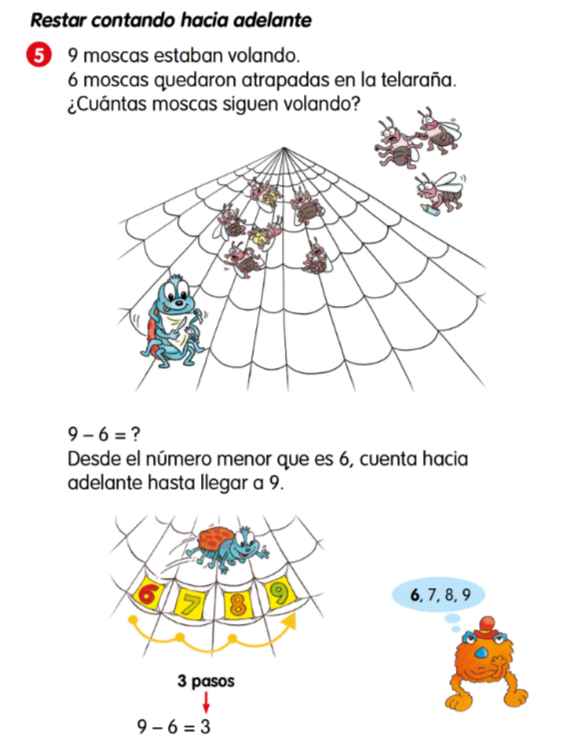 Restar contando hacia adelante
5 9 moscas estaban volando.
6 moscas quedaron atrapadas en la telaraña.
¿Cuántas moscas siguen volando?
9 – 6 = ?
Desde el número menor que es 6, cuenta hacia
adelante hasta llegar a 9.
6 7 8 9
6, 7, 8, 9
3 pasos
9 – 6 = 3